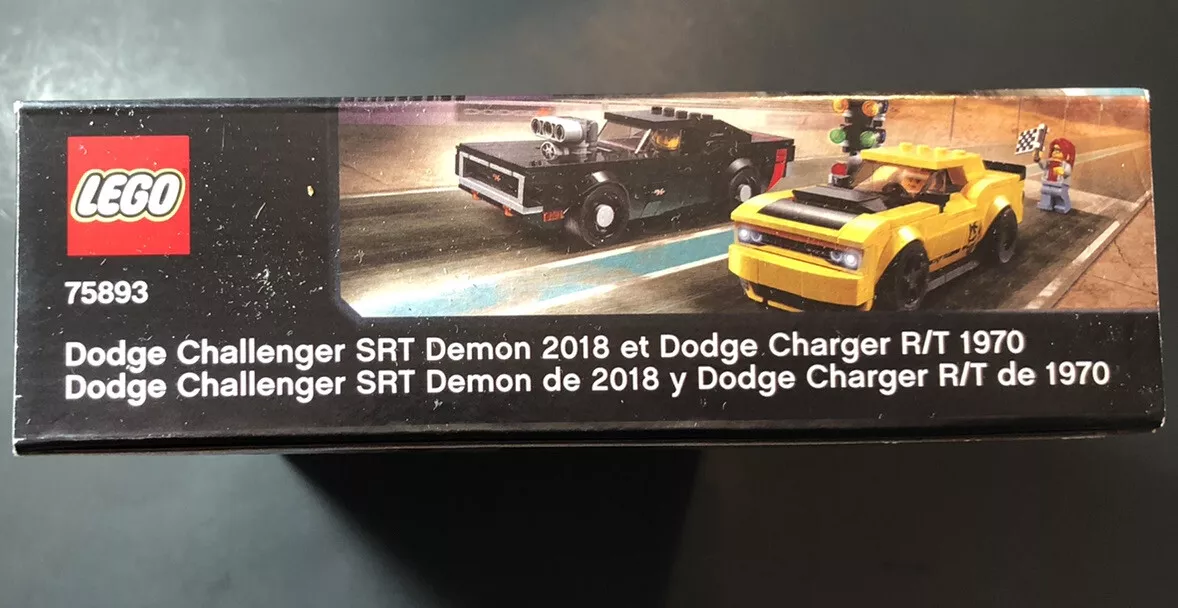 LEGO
75893
Dodge Challenger SRT Demon 2018 et Dodge Charger R/T 1970
Dodge Challenger SRT Demon de 2018 y Dodge Charger R/T de 1970